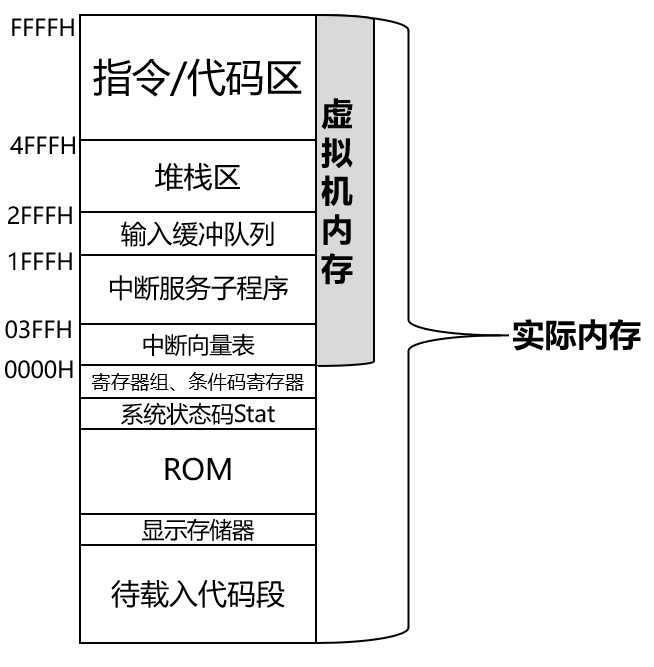 FFFFH
指令/代码区
4FFFH
堆栈区
2FFFH
输入缓冲队列
1FFFH
中断服务子程序
03FFH
中断向量表
0000H
寄存器组、条件码寄存器
系统状态码Stat
ROM
显示存储器
待载入代码段
虚拟机内存
实际内存